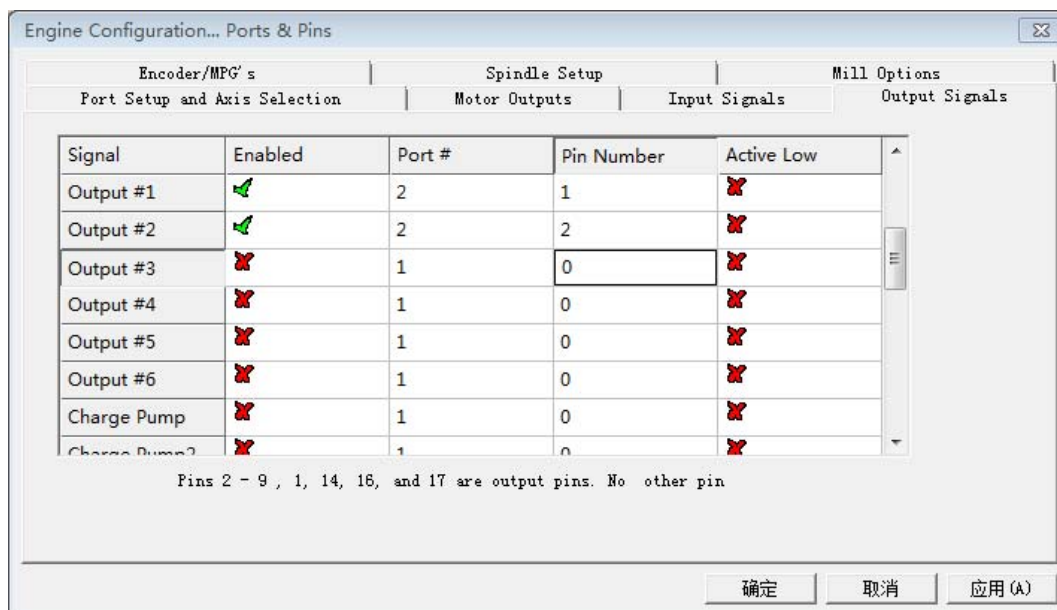 Engine Configuration... Ports & Pins
Encoder/MPG's Spindle Setup Mill Options
Port Setup and Axis Selection Motor Outputs Input Signals Output Signals
Signal Enabled Port # Pin Number Active Low
Output #1 2 1
Output #2 2 2
Output #3 1 0
Output #4 1 0
Output #5 1 0
Output #6 1 0
Charge Pump 1 0
Charge Pump2 1 0
Pins 2 - 9 , 1, 14, 16, and 17 are output pins. No other pin
确定 取消 应用(A)